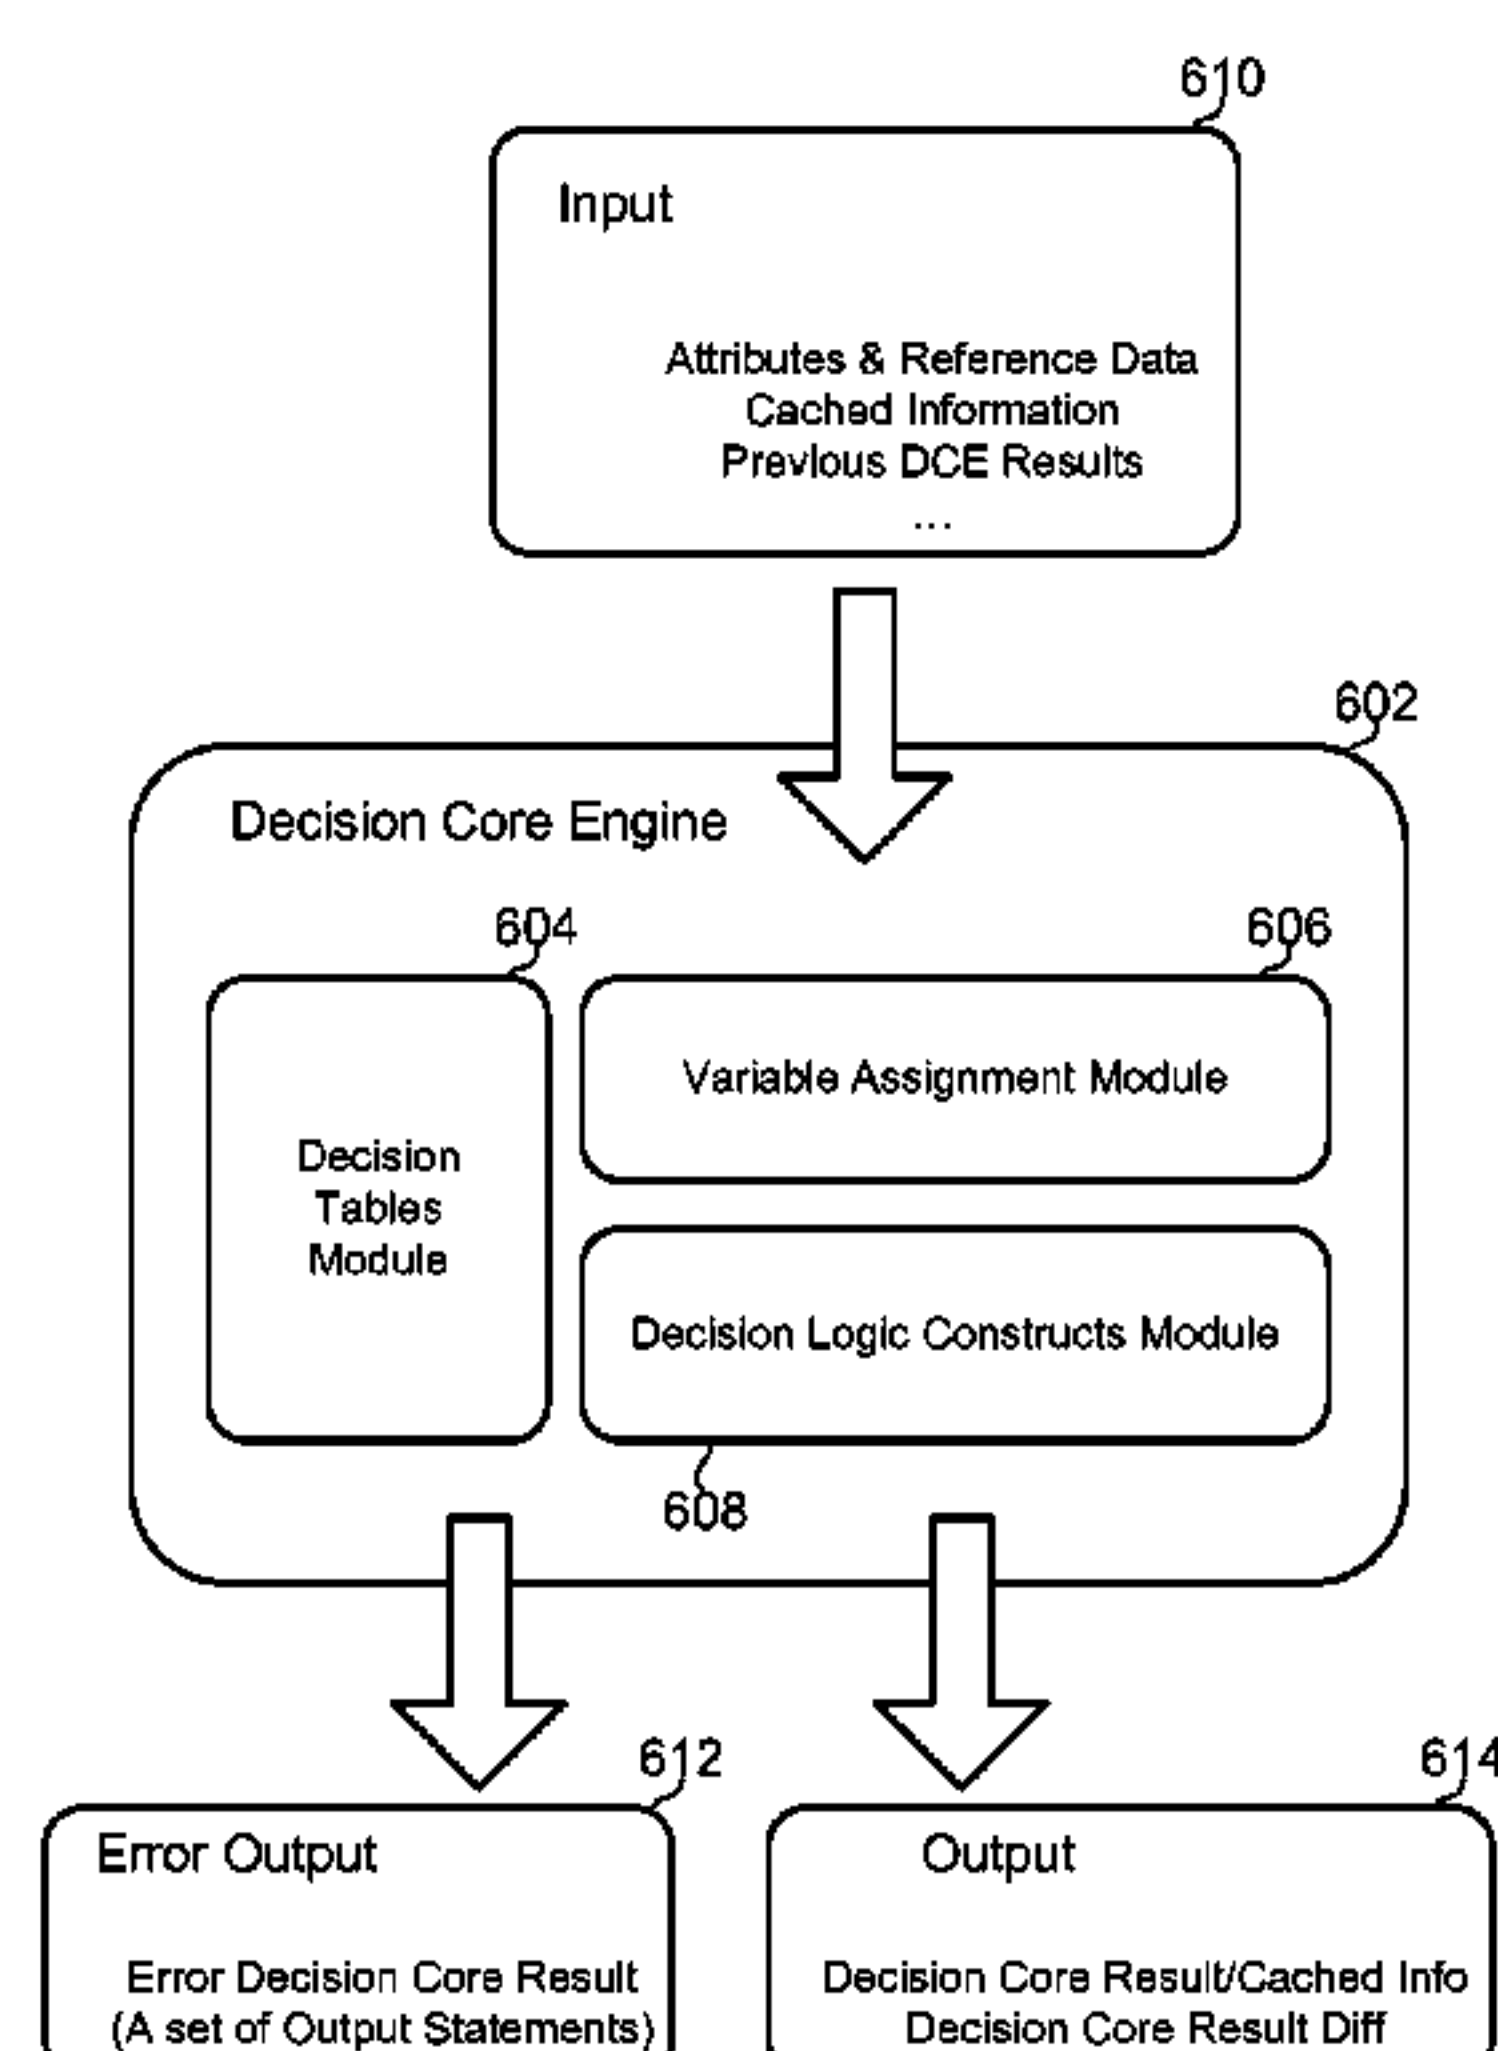 610
Input
Attributes & Reference Data
Cached Information
Previous DCE Results
...
602
Decision Core Engine
604
606
Variable Assignment Module
Decision
Tables
Module
Decision Logic Constructs Module
608
612
614
Error Output
Output
Error Decision Core Result
(A set of Output Statements)
Decision Core Result/Cached Info
Decision Core Result Diff